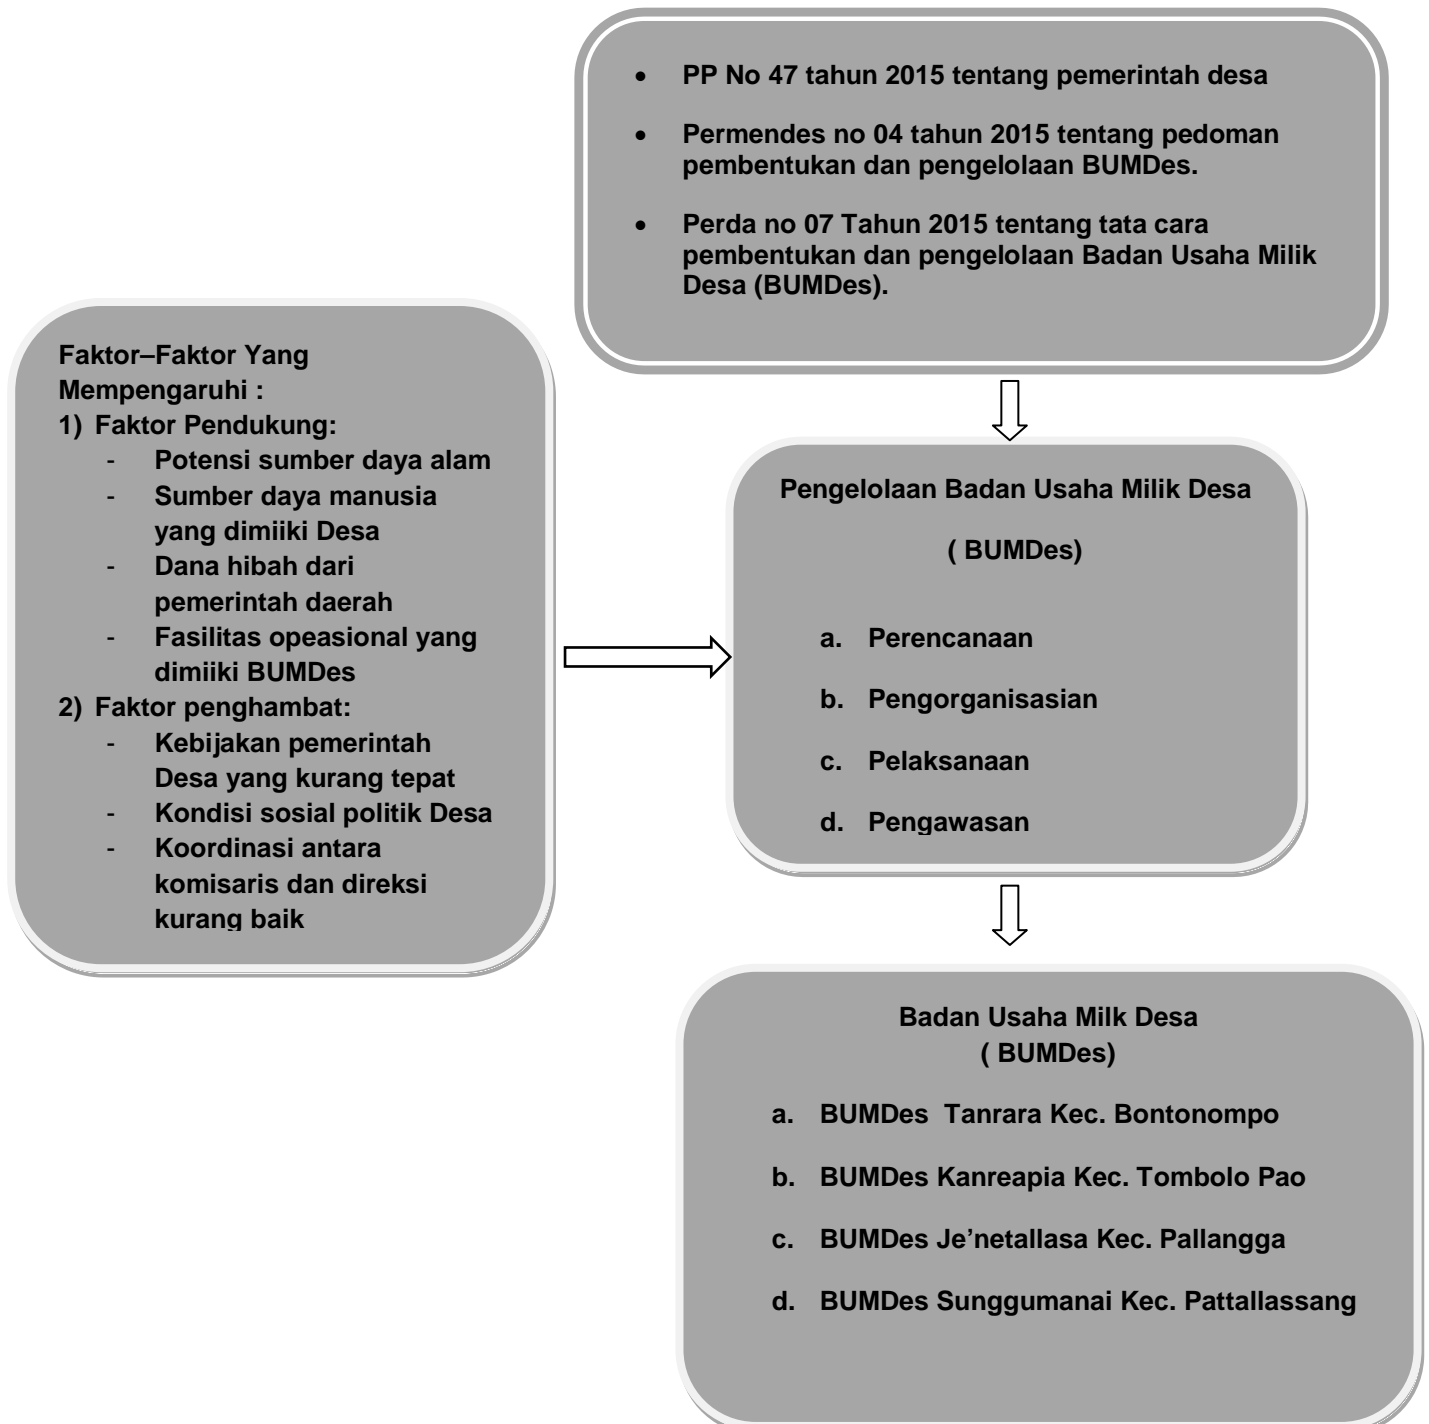 • PP No 47 tahun 2015 tentang pemerintah desa
• Permendes no 04 tahun 2015 tentang pedoman
pembentukan dan pengelolaan BUMDes.
• Perda no 07 Tahun 2015 tentang tata cara
pembentukan dan pengelolaan Badan Usaha Milik
Desa (BUMDes).
Faktor–Faktor Yang
Mempengaruhi :
1) Faktor Pendukung:
- Potensi sumber daya alam
- Sumber daya manusia
yang dimiiki Desa
- Dana hibah dari
pemerintah daerah
- Fasilitas opeasional yang
dimiiki BUMDes
2) Faktor penghambat:
- Kebijakan pemerintah
Desa yang kurang tepat
- Kondisi sosial politik Desa
- Koordinasi antara
komisaris dan direksi
kurang baik
Pengelolaan Badan Usaha Milik Desa
( BUMDes)
a. Perencanaan
b. Pengorganisasian
c. Pelaksanaan
d. Pengawasan
Badan Usaha Milk Desa
( BUMDes)
a. BUMDes Tanrara Kec. Bontonompo
b. BUMDes Kanreapia Kec. Tombolo Pao
c. BUMDes Je’netallasa Kec. Pallangga
d. BUMDes Sunggumanai Kec. Pattallassang